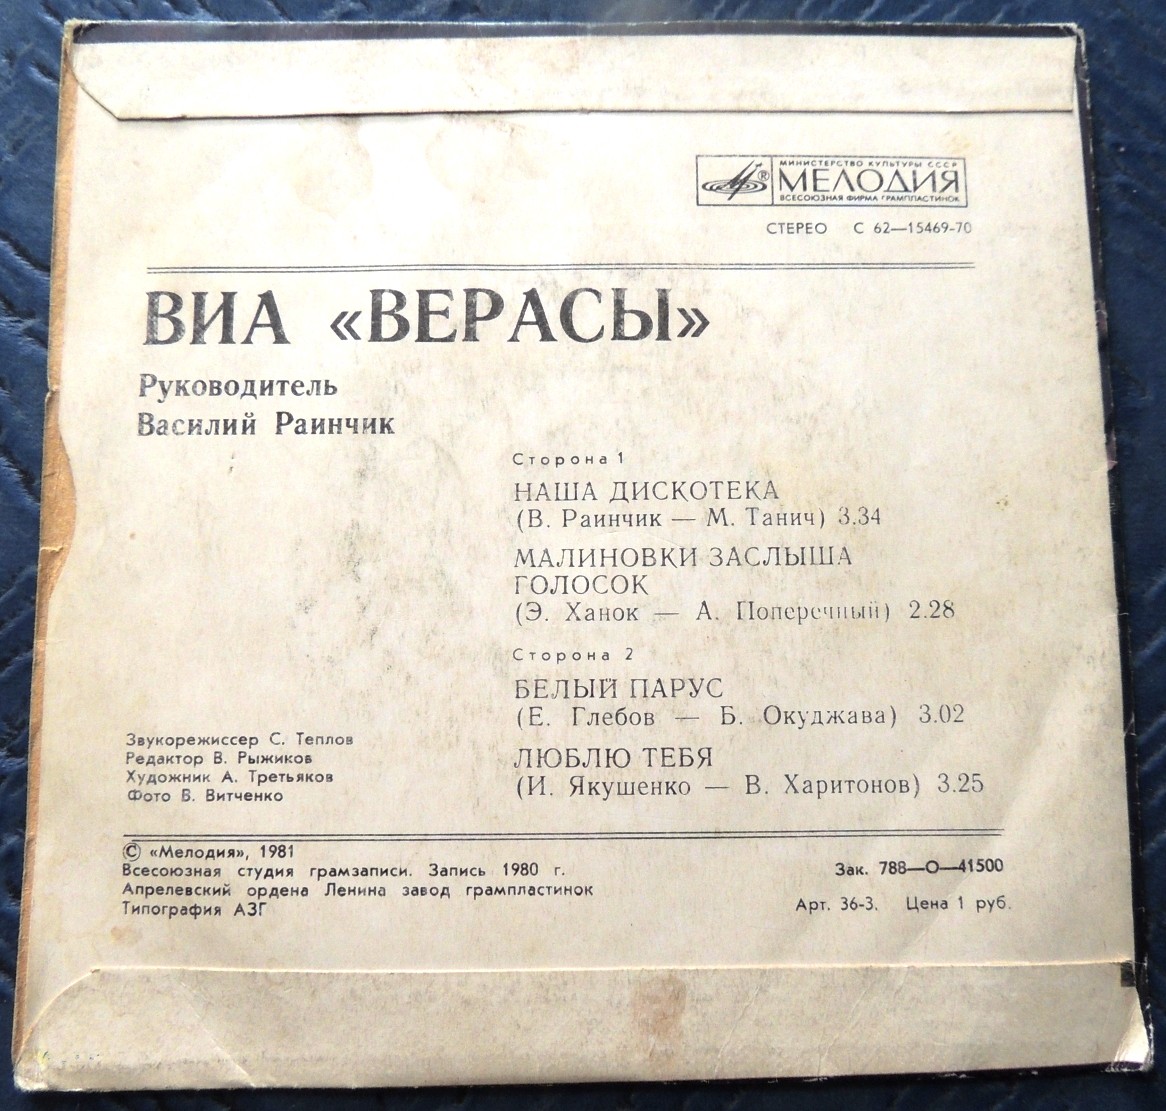 МИНИСТЕРСТВО КУЛЬТУРЫ СССР
МЕЛОДИЯ
ВСЕСОЮЗНАЯ ФИРМА ГРАМПЛАСТИНОК
®
СТЕРЕО С 62—15469-70
ВИА «ВЕРАСЫ»
Руководитель
Василий Раинчик
Сторона 1
НАША ДИСКОТЕКА
(В. Раинчик — М. Танич) 3.34
МАЛИНОВКИ ЗАСЛЫША
ГОЛОСОК
(Э. Ханок — А. Поперечный) 2.28
Сторона 2
БЕЛЫЙ ПАРУС
(Е. Глебов — Б. Окуджава) 3.02
ЛЮБЛЮ ТЕБЯ
(И. Якушенко — В. Харитонов) 3.25
Звукорежиссер С. Теплов
Редактор В. Рыжиков
Художник А. Третьяков
Фото В. Витченко
© «Мелодия», 1981
Всесоюзная студия грамзаписи. Запись 1980 г.
Апрелевский ордена Ленина завод грампластинок
Типография АЗГ
Зак. 788—О—41500
Арт. 36-3. Цена 1 руб.